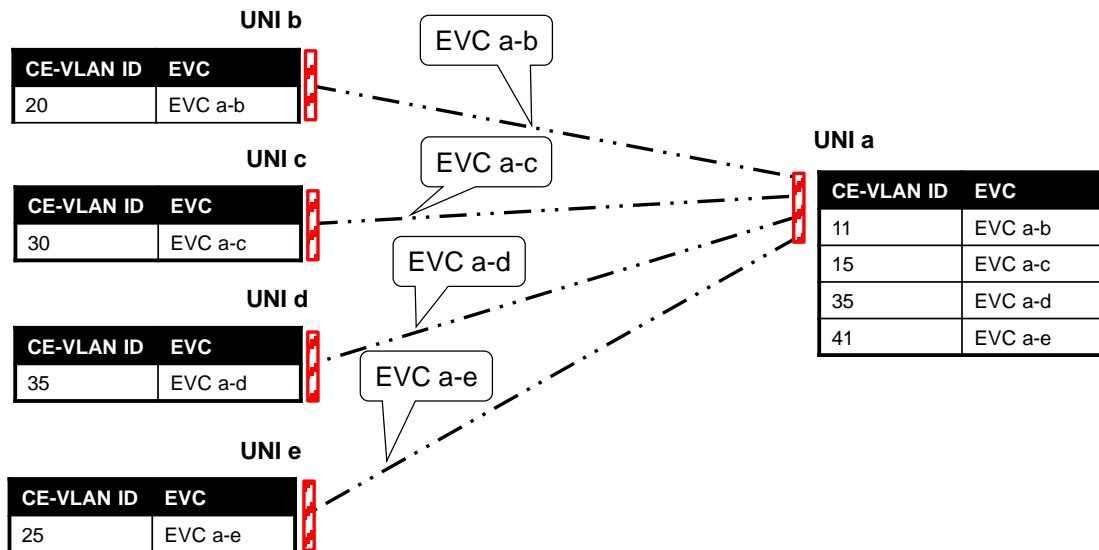 UNI b
CE-VLAN ID EVC
20 EVC a-b
EVC a-b
UNI c
CE-VLAN ID EVC
30 EVC a-c
EVC a-c
UNI d
CE-VLAN ID EVC
35 EVC a-d
EVC a-d
UNI e
CE-VLAN ID EVC
25 EVC a-e
EVC a-e
UNI a
CE-VLAN ID EVC
11 EVC a-b
15 EVC a-c
35 EVC a-d
41 EVC a-e